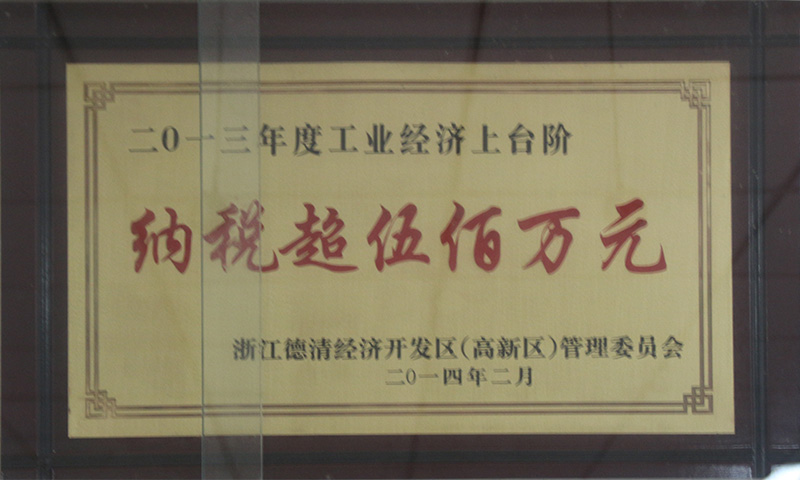 二〇一三年度工业经济上台阶
纳税超伍佰万元
浙江德清经济开发区(高新区)管理委员会
二〇一四年二月